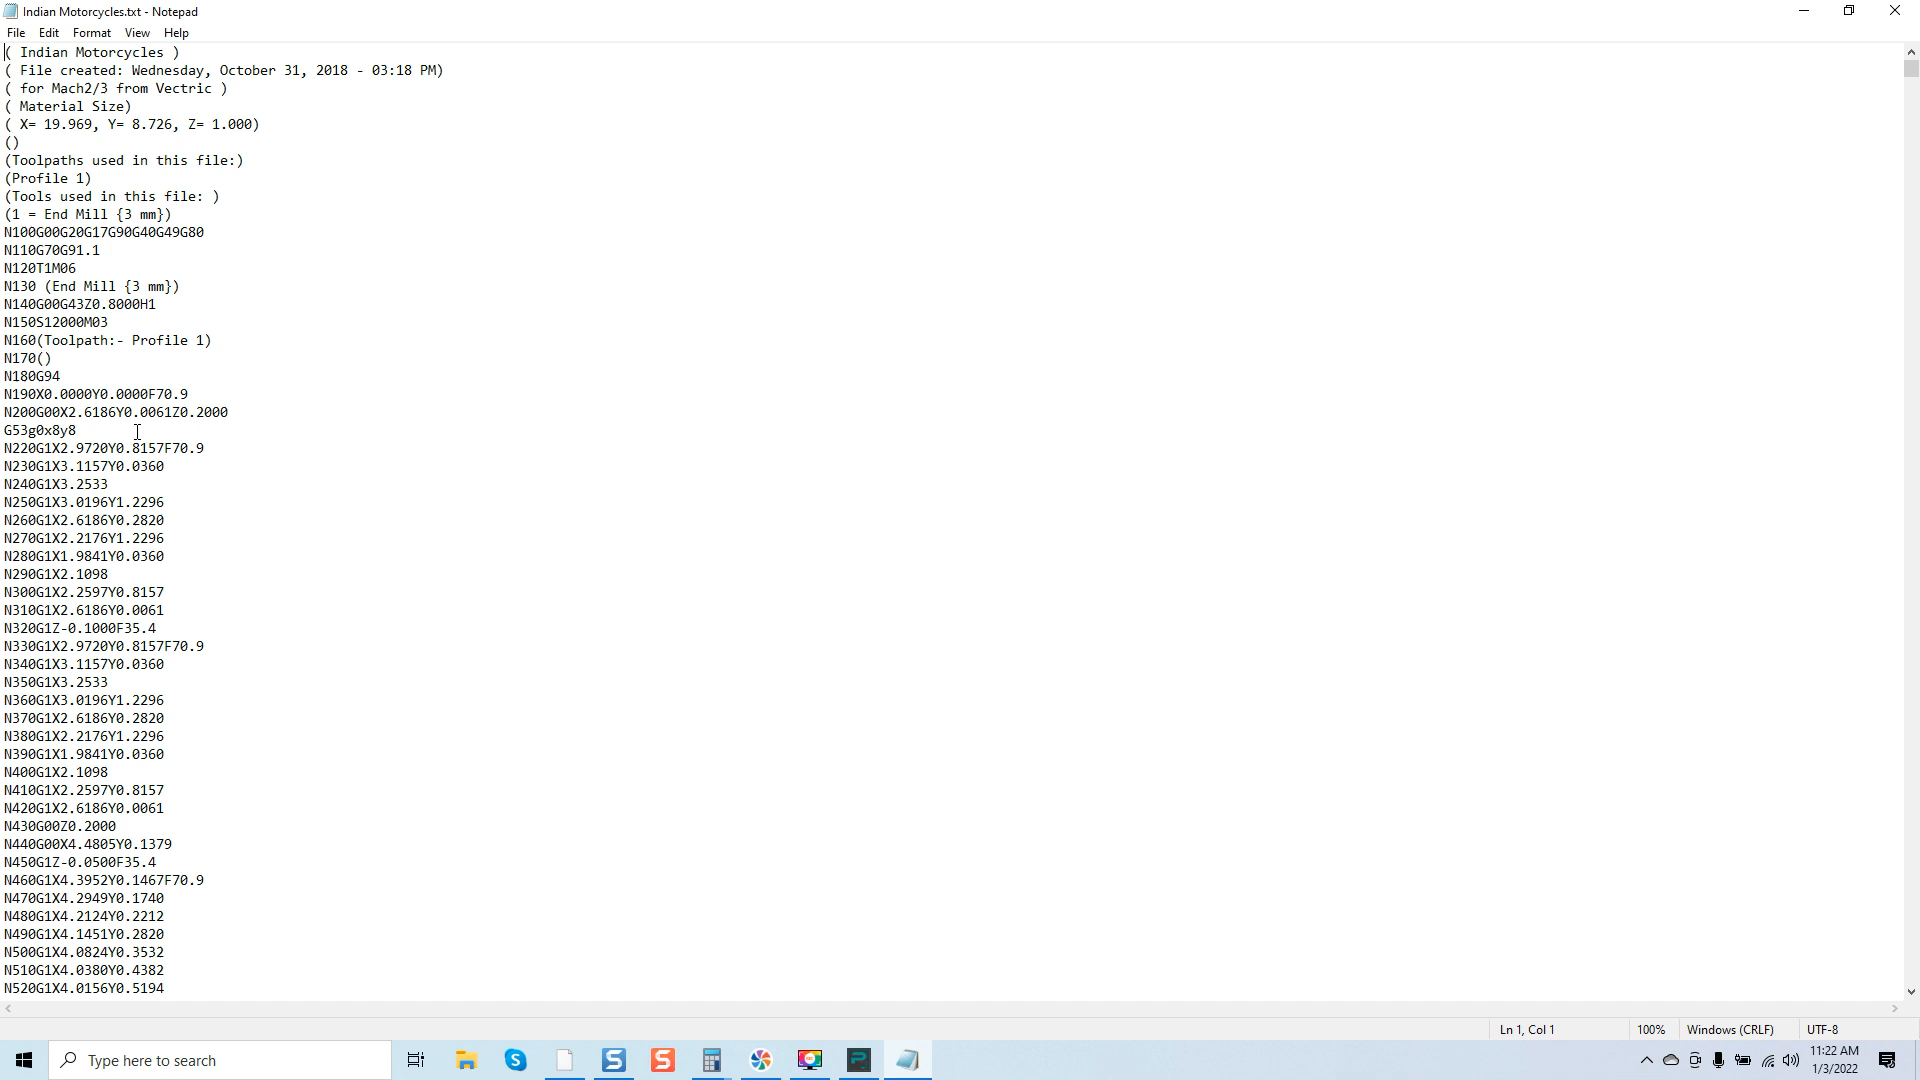 Indian Motorcycles.txt - Notepad
File Edit Format View Help
( Indian Motorcycles )
( File created: Wednesday, October 31, 2018 - 03:18 PM)
( for Mach2/3 from Vectric )
( Material Size)
( X= 19.969, Y= 8.726, Z= 1.000)
()
(Toolpaths used in this file:)
(Profile 1)
(Tools used in this file: )
(1 = End Mill {3 mm})
N100G00G20G17G90G40G49G80
N110G70G91.1
N120T1M06
N130 (End Mill {3 mm})
N140G00G43Z0.8000H1
N150S12000M03
N160(Toolpath:- Profile 1)
N170()
N180G94
N190X0.0000Y0.0000F70.9
N200G00X2.6186Y0.0061Z0.2000
G53g0x8y8
N220G1X2.9720Y0.8157F70.9
N230G1X3.1157Y0.0360
N240G1X3.2533
N250G1X3.0196Y1.2296
N260G1X2.6186Y0.2820
N270G1X2.2176Y1.2296
N280G1X1.9841Y0.0360
N290G1X2.1098
N300G1X2.2597Y0.8157
N310G1X2.6186Y0.0061
N320G1Z-0.1000F35.4
N330G1X2.9720Y0.8157F70.9
N340G1X3.1157Y0.0360
N350G1X3.2533
N360G1X3.0196Y1.2296
N370G1X2.6186Y0.2820
N380G1X2.2176Y1.2296
N390G1X1.9841Y0.0360
N400G1X2.1098
N410G1X2.2597Y0.8157
N420G1X2.6186Y0.0061
N430G00Z0.2000
N440G00X4.4805Y0.1379
N450G1Z-0.0500F35.4
N460G1X4.3952Y0.1467F70.9
N470G1X4.2949Y0.1740
N480G1X4.2124Y0.2212
N490G1X4.1451Y0.2820
N500G1X4.0824Y0.3532
N510G1X4.0380Y0.4382
N520G1X4.0156Y0.5194
Ln 1, Col 1 100% Windows (CRLF) UTF-8
Type here to search
11:22 AM
1/3/2022